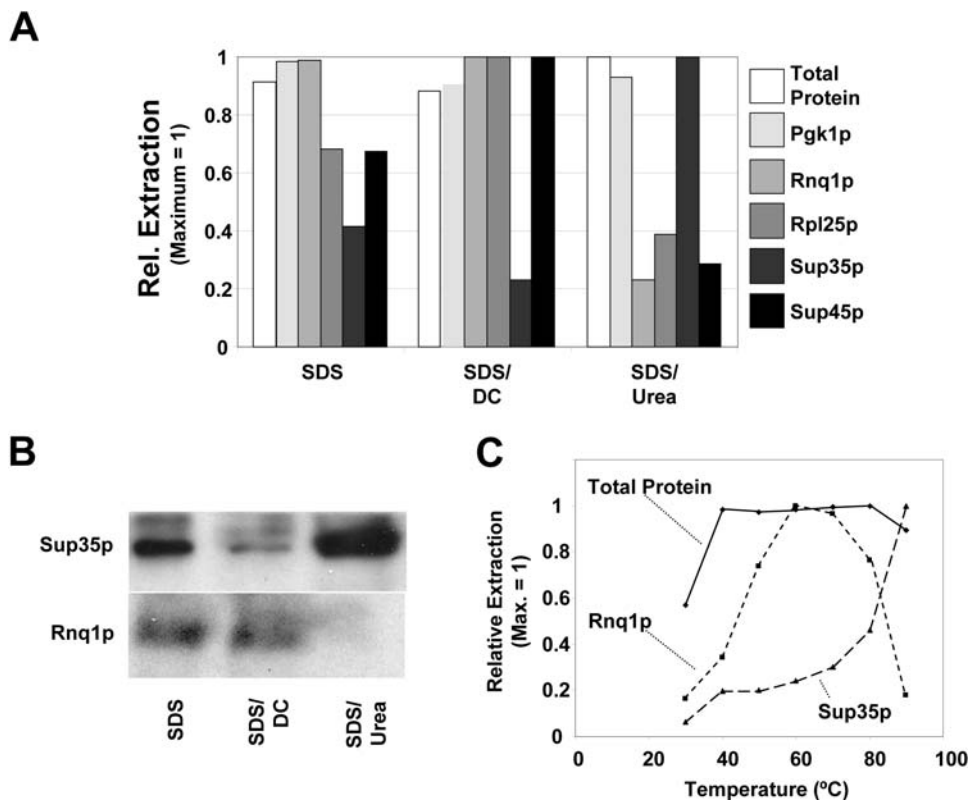 A
Rel. Extraction
(Maximum = 1)
1
0.8
0.6
0.4
0.2
0
SDS
SDS/
DC
SDS/
Urea
Total
Protein
Pgk1p
Rnq1p
Rpl25p
Sup35p
Sup45p
B
Sup35p
Rnq1p
SDS
SDS/
DC
SDS/
Urea
C
Relative Extraction
(Max. = 1)
1
0.8
0.6
0.4
0.2
0
Total Protein
Rnq1p
Sup35p
0
20
40
60
80
100
Temperature (ºC)